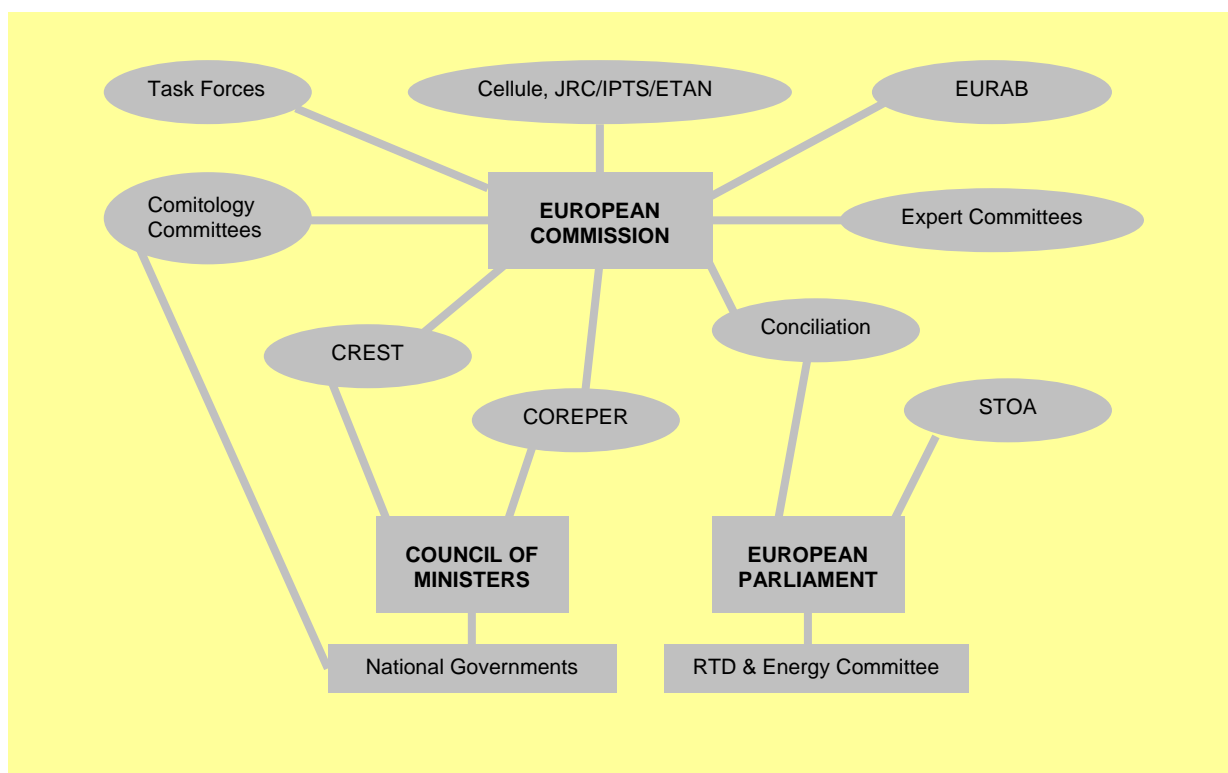 Task Forces
Cellule, JRC/IPTS/ETAN
EURAB
Comitology
Committees
EUROPEAN
COMMISSION
Expert Committees
Conciliation
CREST
COREPER
STOA
COUNCIL OF
MINISTERS
EUROPEAN
PARLIAMENT
National Governments
RTD & Energy Committee